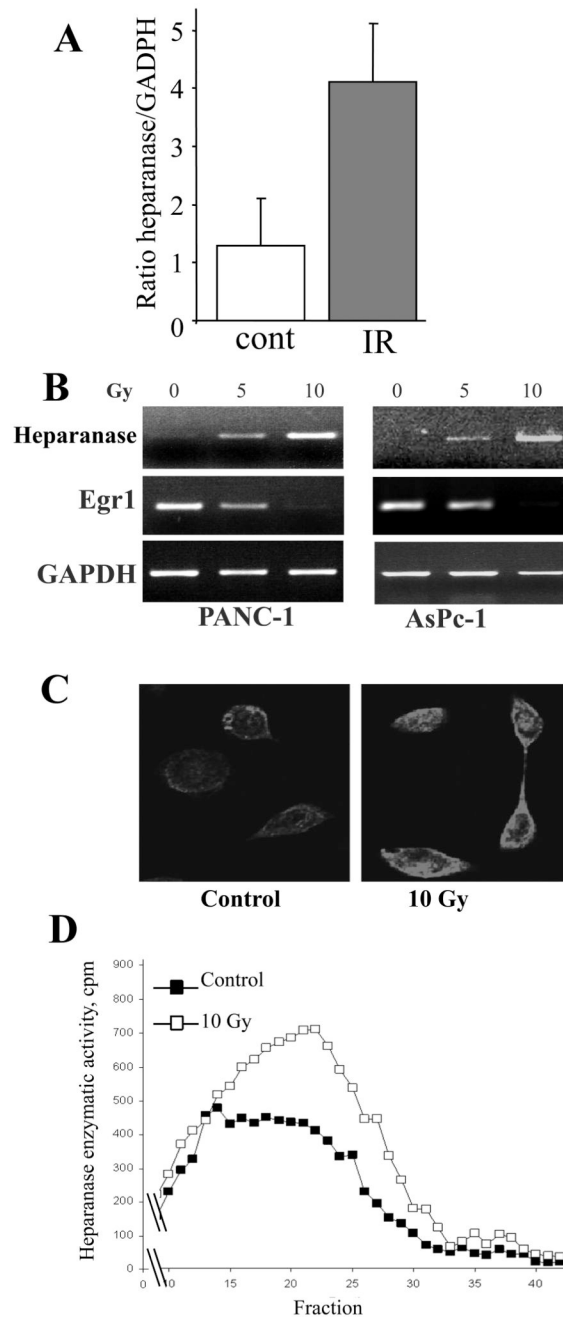 A
Ratio heparanase/GADPH
5
4
3
2
1
0
cont IR
B
Gy 0 5 10 0 5 10
Heparanase
Egr1
GAPDH
PANC-1 AsPc-1
C
Control 10 Gy
D
Heparanase enzymatic activity, cpm
900
800
700
600
500
400
300
200
100
0
Control
10 Gy
0 10 15 20 25 30 35 40
Fraction